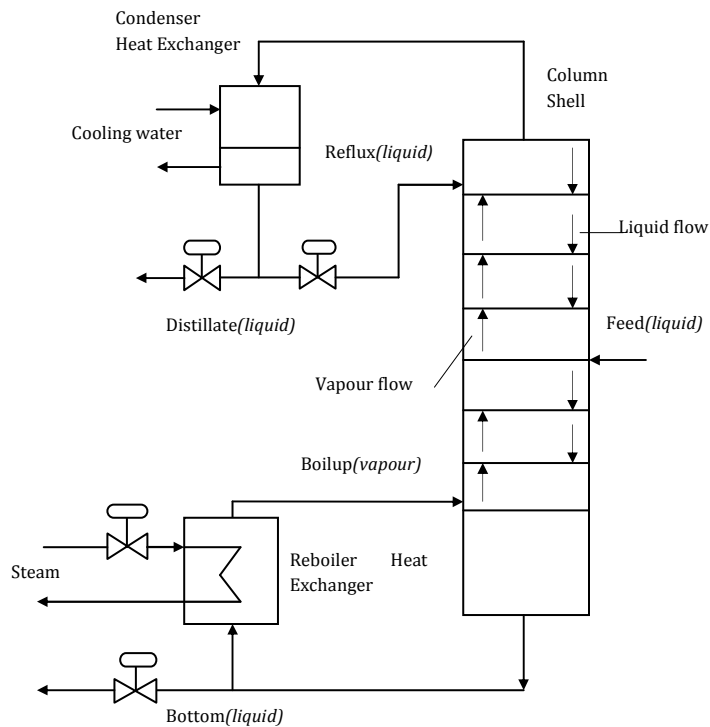 Condenser
Heat Exchanger
Column
Shell
Cooling water
Reflux(liquid)
Liquid flow
Distillate(liquid)
Feed(liquid)
Vapour flow
Boilup(vapour)
Steam
Reboiler Heat
Exchanger
Bottom(liquid)